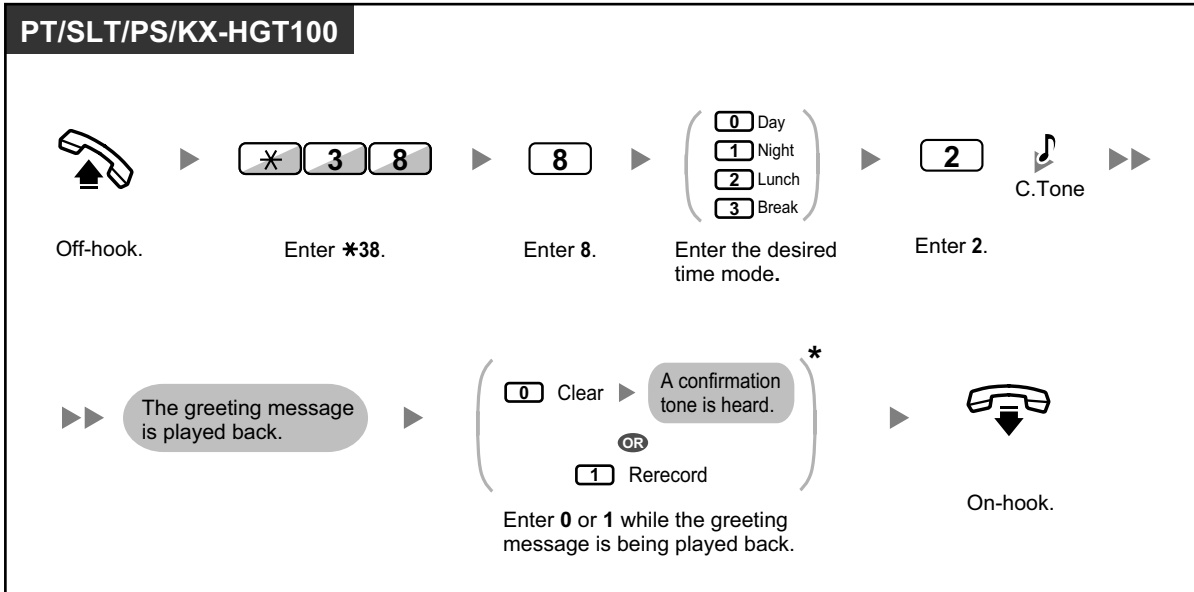 PT/SLT/PS/KX-HGT100
0 Day
1 Night
2 Lunch
3 Break
✳ 3 8
8
2
C.Tone
Off-hook.
Enter ✳38.
Enter 8.
Enter the desired
time mode.
Enter 2.
The greeting message
is played back.
0 Clear
A confirmation
tone is heard.
*
OR
1 Rerecord
Enter 0 or 1 while the greeting
message is being played back.
On-hook.